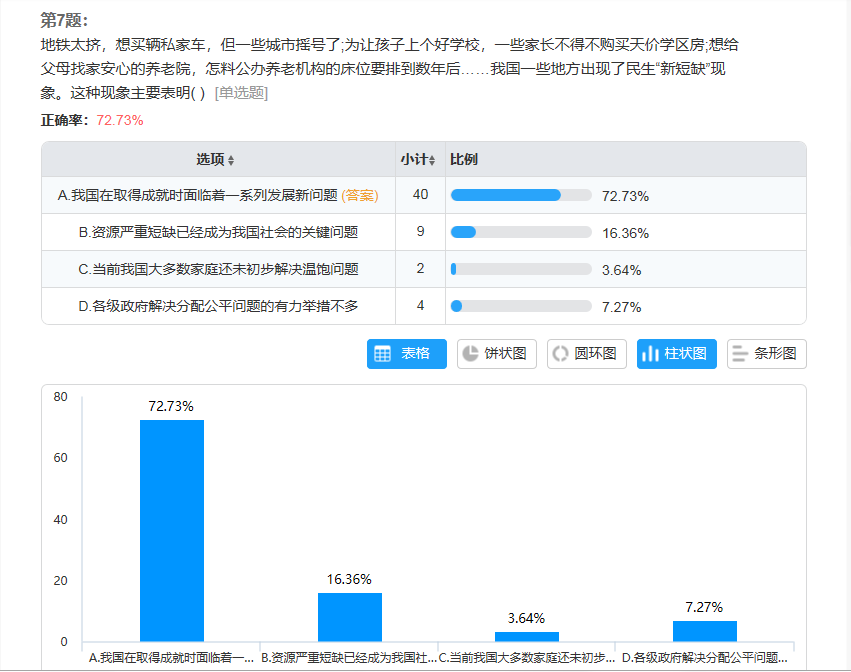 第7题:
地铁太挤，想买辆私家车，但一些城市摇号了;为让孩子上个好学校，一些家长不得不购买天价学区房;想给
父母找家安心的养老院，怎料公办养老机构的床位要排到数年后……我国一些地方出现了民生“新短缺”现
象。这种现象主要表明( ) [单选题]
正确率：72.73%
选项 小计 比例
A.我国在取得成就时面临着一系列发展新问题 (答案) 40 72.73%
B.资源严重短缺已经成为我国社会的关键问题 9 16.36%
C.当前我国大多数家庭还未初步解决温饱问题 2 3.64%
D.各级政府解决分配公平问题的有力举措不多 4 7.27%
表格 饼状图 圆环图 柱状图 条形图
80
72.73%
60
40
20
16.36%
7.27%
3.64%
0
A.我国在取得成就时面临着一... B.资源严重短缺已经成为我国社... C.当前我国大多数家庭还未初步... D.各级政府解决分配公平问题...